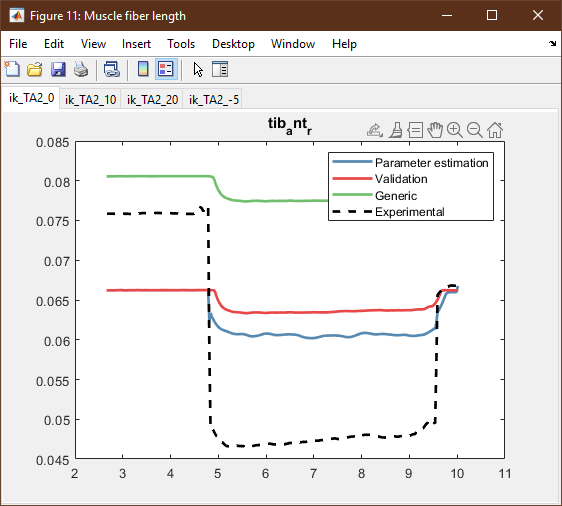 Figure 11: Muscle fiber length
File Edit View Insert Tools Desktop Window Help
ik_TA2_0 ik_TA2_10 ik_TA2_20 ik_TA2_-5
tib_ant_r
0.085
0.08
0.075
0.07
0.065
0.06
0.055
0.05
0.045
Parameter estimation
Validation
Generic
Experimental
2 3 4 5 6 7 8 9 10 11